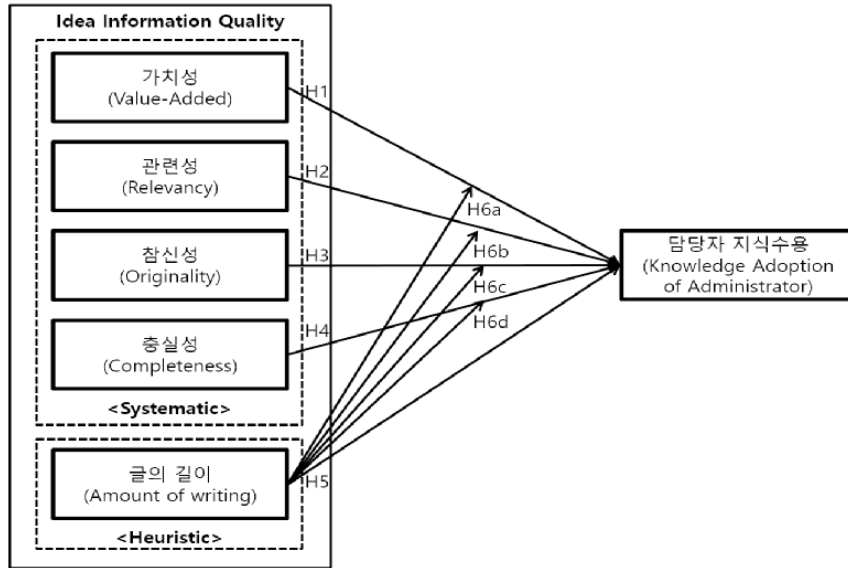 Idea Information Quality
가치성
(Value-Added)
H1
관련성
(Relevancy)
H2
H6a
참신성
(Originality)
H3
H6b
담당자 지식수용
(Knowledge Adoption
of Administrator)
H6c
충실성
(Completeness)
H4
H6d
<Systematic>
글의 길이
(Amount of writing)
H5
<Heuristic>